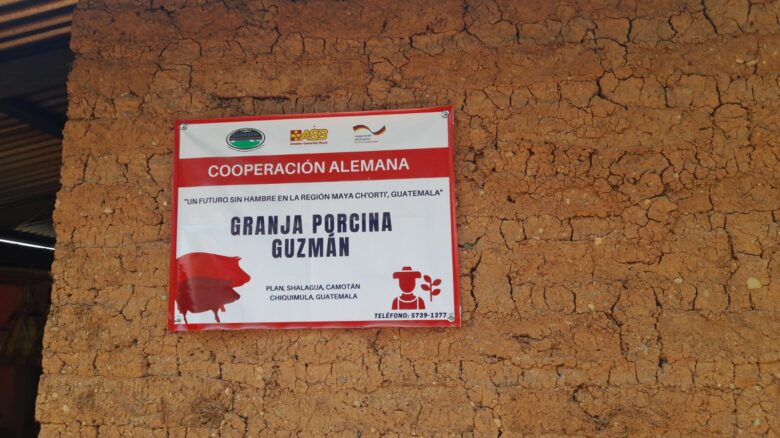 ASB
COOPERACIÓN ALEMANA
"UN FUTURO SIN HAMBRE EN LA REGIÓN MAYA CH'ORTI', GUATEMALA"
GRANJA PORCINA
GUZMÁN
PLAN, SHALAGUA, CAMOTÁN
CHIQUIMULA, GUATEMALA
TELÉFONO: 5739-1377